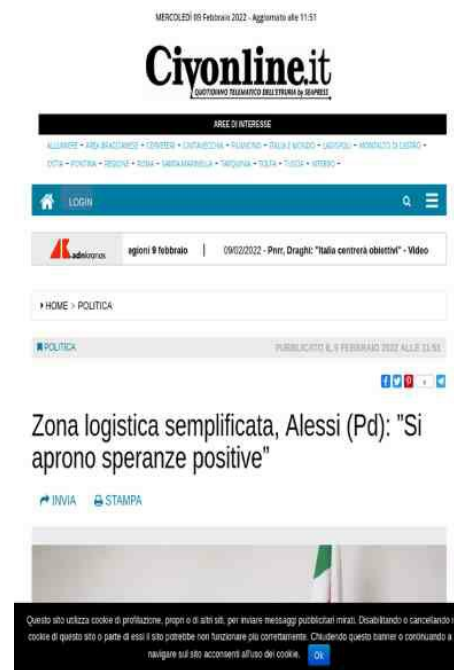 MERCOLEDÌ 09 Febbraio 2022 - Aggiornato alle 11:51
Civonline.it
QUOTIDIANO TELEMATICO DELL'ETRURIA by SEAPRESS
AREE DI INTERESSE
ALLUMIERE • AREA BRACCIANESE • CERVETERI • CIVITAVECCHIA • FIUMICINO • ITALIA E MONDO • LADISPOLI • MONTALTO DI CASTRO •
OSTIA • PONTINA • REGIONE • ROMA • SANTA MARINELLA • TARQUINIA • TOLFA • TUSCIA • VITERBO •
LOGIN
adnkronos egioni 9 febbraio | 09/02/2022 - Pnrr, Draghi: "Italia centrerà obiettivi" - Video
HOME > POLITICA
POLITICA PUBBLICATO IL 9 FEBBRAIO 2022 ALLE 11:51
Zona logistica semplificata, Alessi (Pd): ”Si
aprono speranze positive”
INVIA STAMPA
Questo sito utilizza cookie di profilazione, propri o di altri siti, per inviare messaggi pubblicitari mirati. Disabilitando o cancellando i
cookie di questo sito o parte di essi il sito potrebbe non funzionare più correttamente. Chiudendo questo banner o continuando a
navigare sul sito acconsenti all'uso dei cookie. Ok